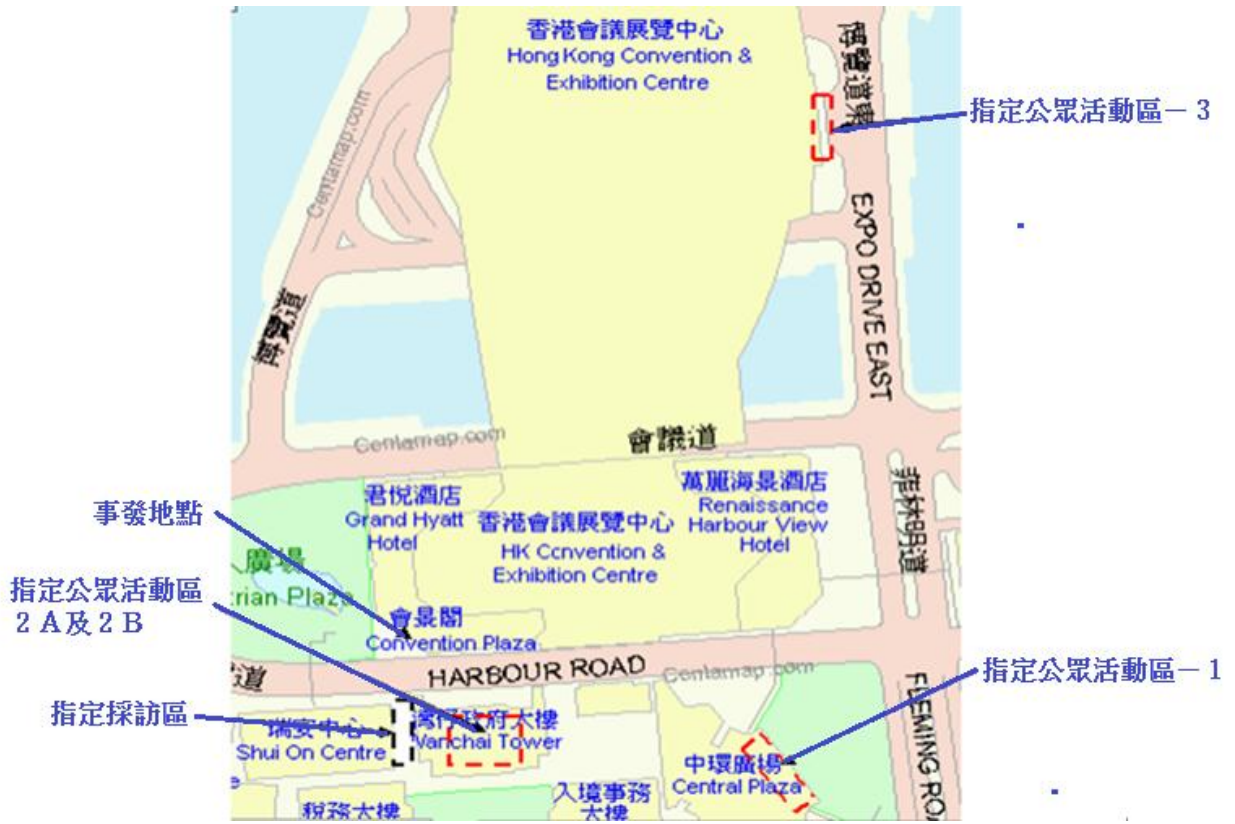 香港會議展覽中心
Hong Kong Convention &
Exhibition Centre
博覽道東
指定公眾活動區－3
Centamap.com
EXPO DRIVE EAST
博覽道
Centamap.com
會議道
君悅酒店
Grand Hyatt
Hotel
香港會議展覽中心
HK Convention &
Exhibition Centre
萬麗海景酒店
Renaissance
Harbour View
Hotel
菲林明道
事發地點
廣場
rian Plaza
指定公眾活動區
2A及2B
會景閣
Convention Plaza
道
HARBOUR ROAD
Centamap.com
指定公眾活動區－1
FLEMING ROA
指定採訪區
瑞安中心
Shui On Centre
灣仔政府大樓
Wanchai Tower
中環廣場
Central Plaza
稅務大樓
入境事務
大樓